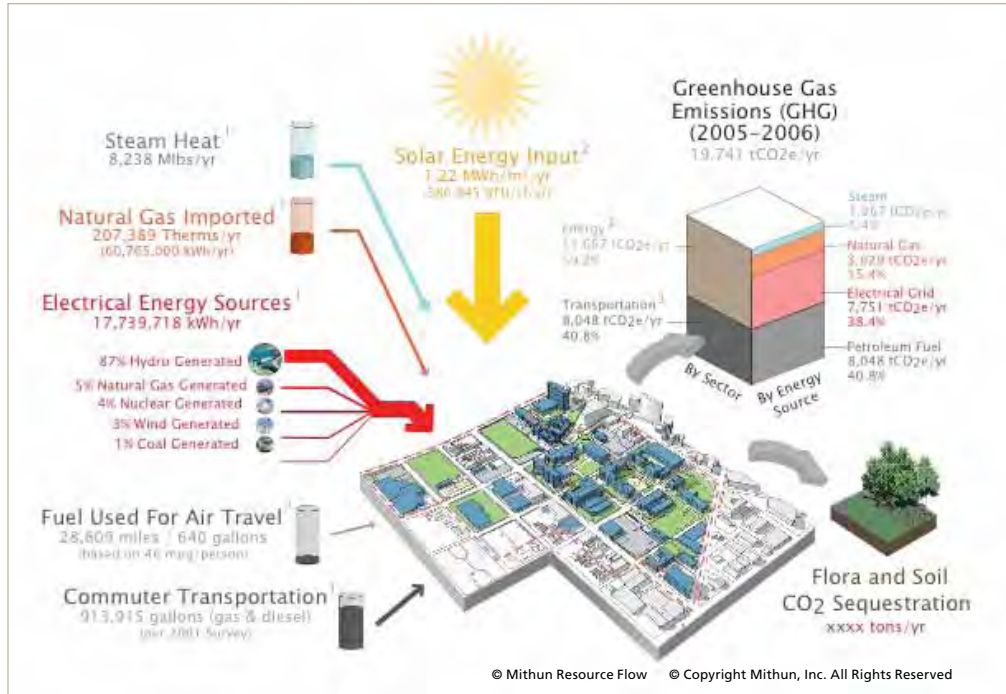 Steam Heat 1
8,238 Mlbs/yr
Natural Gas Imported 1
207,389 Therms/yr
(60,765,000 kWh/yr)
Electrical Energy Sources 1
17,739,718 kWh/yr
87% Hydro Generated
5% Natural Gas Generated
4% Nuclear Generated
3% Wind Generated
1% Coal Generated
Fuel Used For Air Travel 1
28,809 miles / 640 gallons
(based on 46 mpg/person)
Commuter Transportation 1
913,915 gallons (gas & diesel)
(per 2001 Survey)
Solar Energy Input 2
1.22 MWh/m²/yr
Greenhouse Gas
Emissions (GHG)
(2005-2006)
19,741 tCO2e/yr
Energy
tCO2e/yr
Transportation 3
8,048 tCO2e/yr
40.8%
Steam
tCO2e/yr
Natural Gas
tCO2e/yr
15.4%
Electrical Grid
7,751 tCO2e/yr
38.4%
Petroleum Fuel
8,048 tCO2e/yr
40.8%
By Sector
By Energy
Source
Flora and Soil
CO2 Sequestration
xxxx tons/yr
© Mithun Resource Flow © Copyright Mithun, Inc. All Rights Reserved